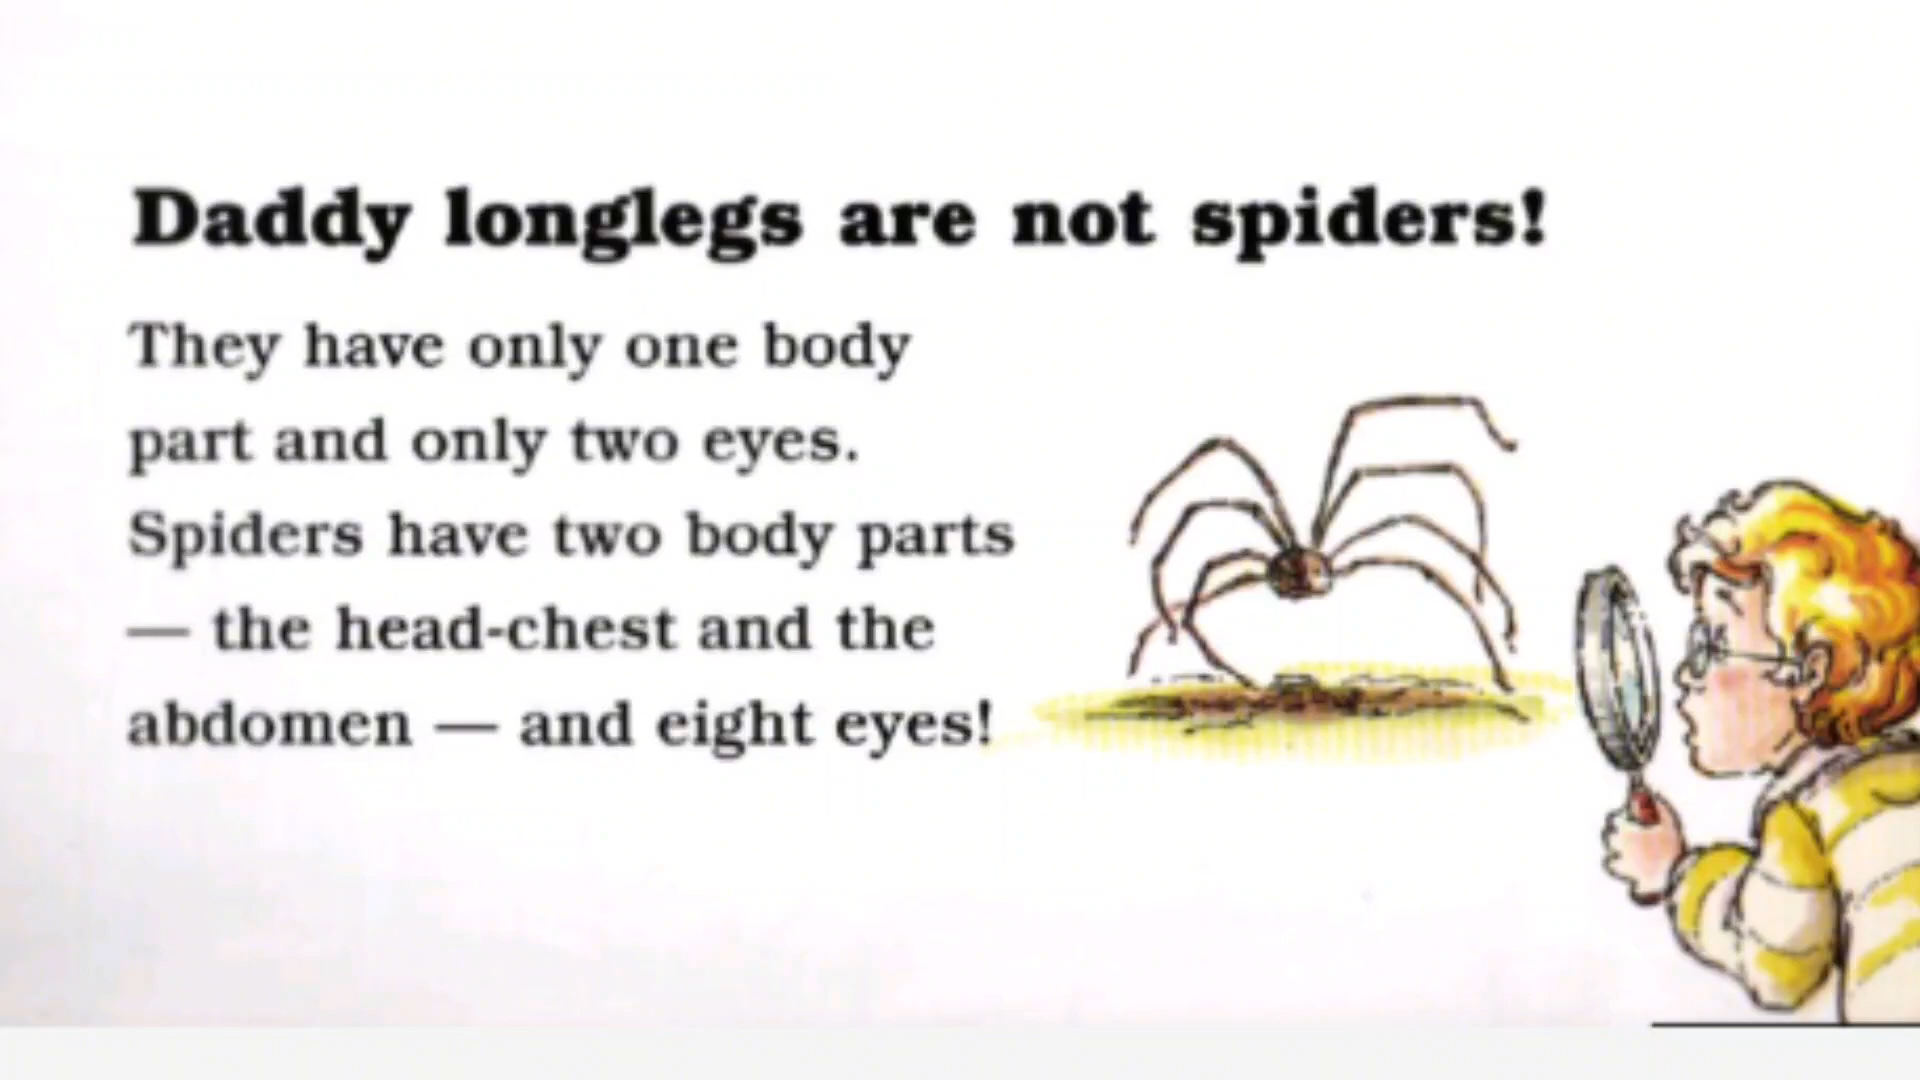 Daddy longlegs are not spiders!
They have only one body
part and only two eyes.
Spiders have two body parts
— the head-chest and the
abdomen — and eight eyes!